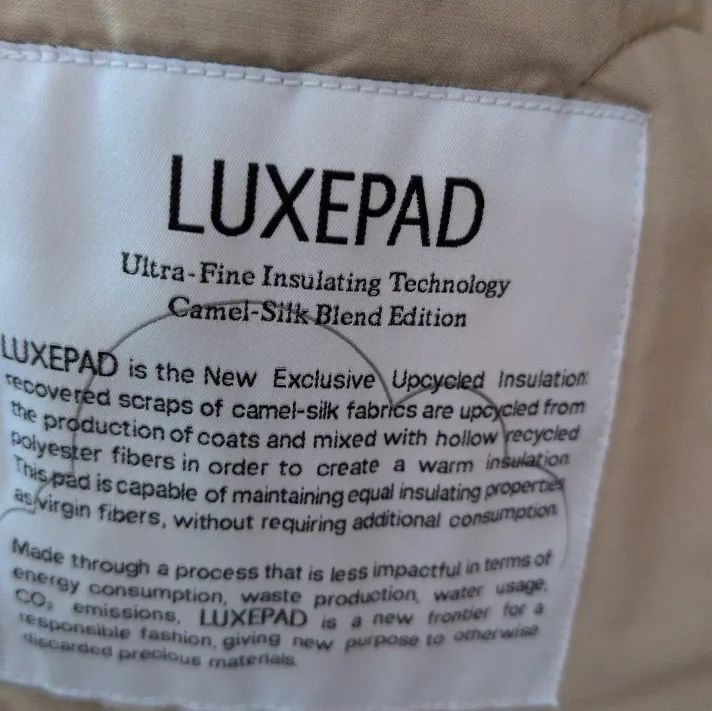 LUXEPAD
Ultra-Fine Insulating Technology
Camel-Silk Blend Edition
LUXEPAD is the New Exclusive Upcycled Insulation:
recovered scraps of camel-silk fabrics are upcycled from
the production of coats and mixed with hollow recycled
polyester fibers in order to create a warm insulation.
This pad is capable of maintaining equal insulating properties
as virgin fibers, without requiring additional consumption.
Made through a process that is less impactful in terms of
energy consumption, waste production, water usage,
CO₂ emissions, LUXEPAD is a new frontier for a
responsible fashion, giving new purpose to otherwise
discarded precious materials.